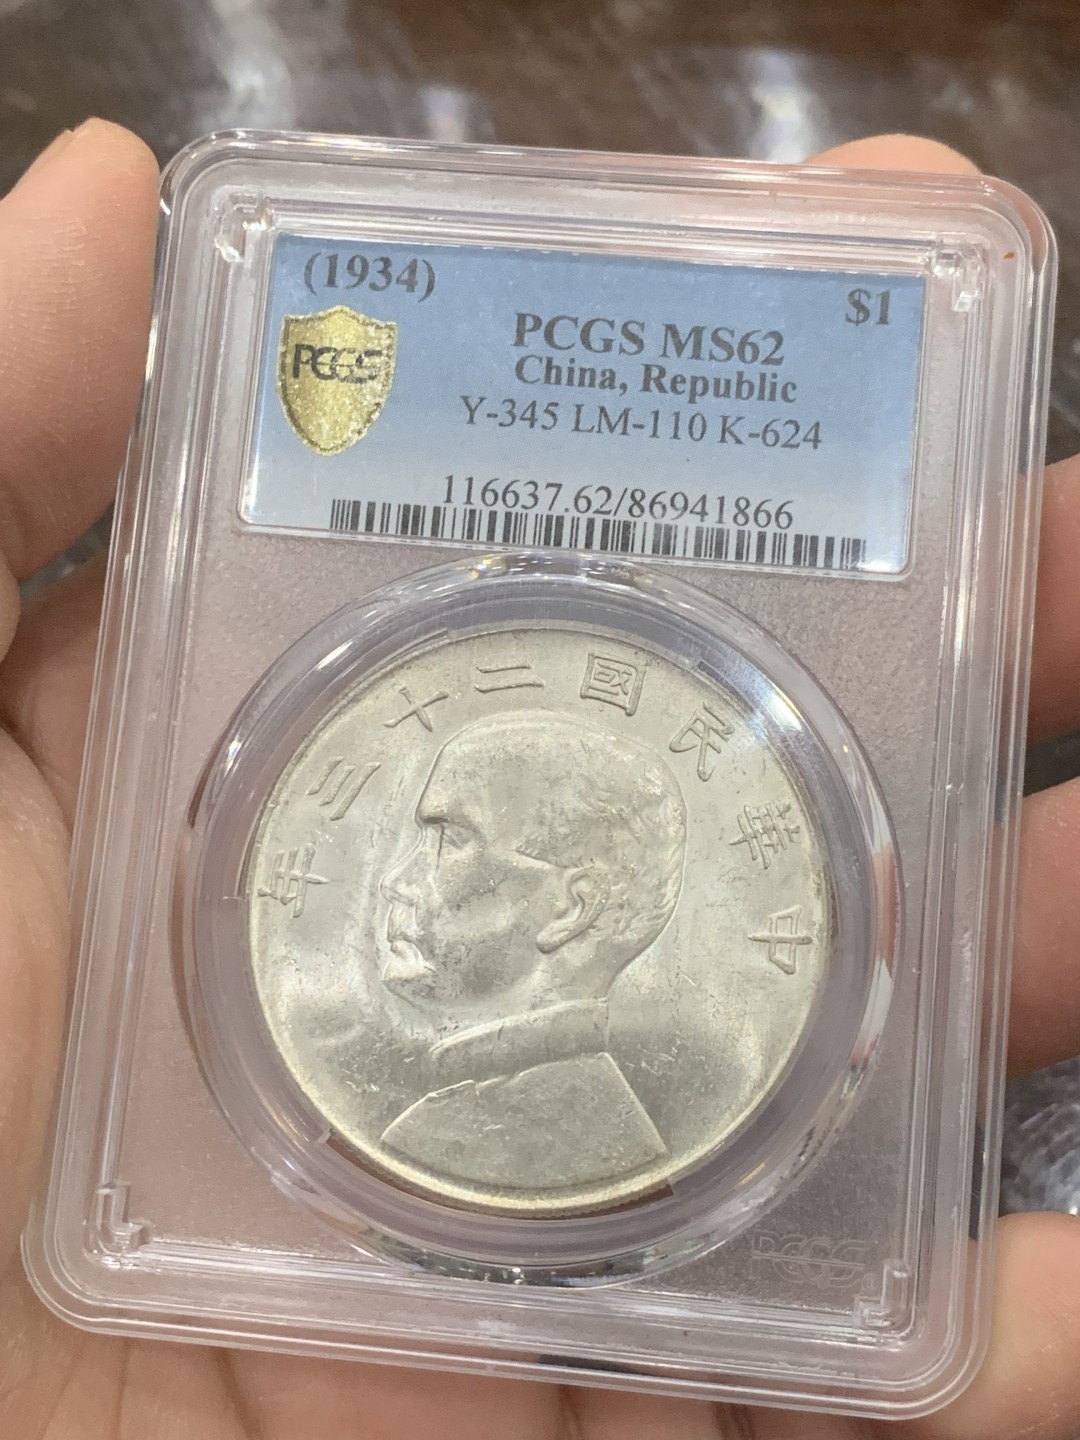 (1934)
$1
PCGS
PCGS MS62
China, Republic
Y-345 LM-110 K-624
116637.62/86941866
年三十二國民華中
PCGS